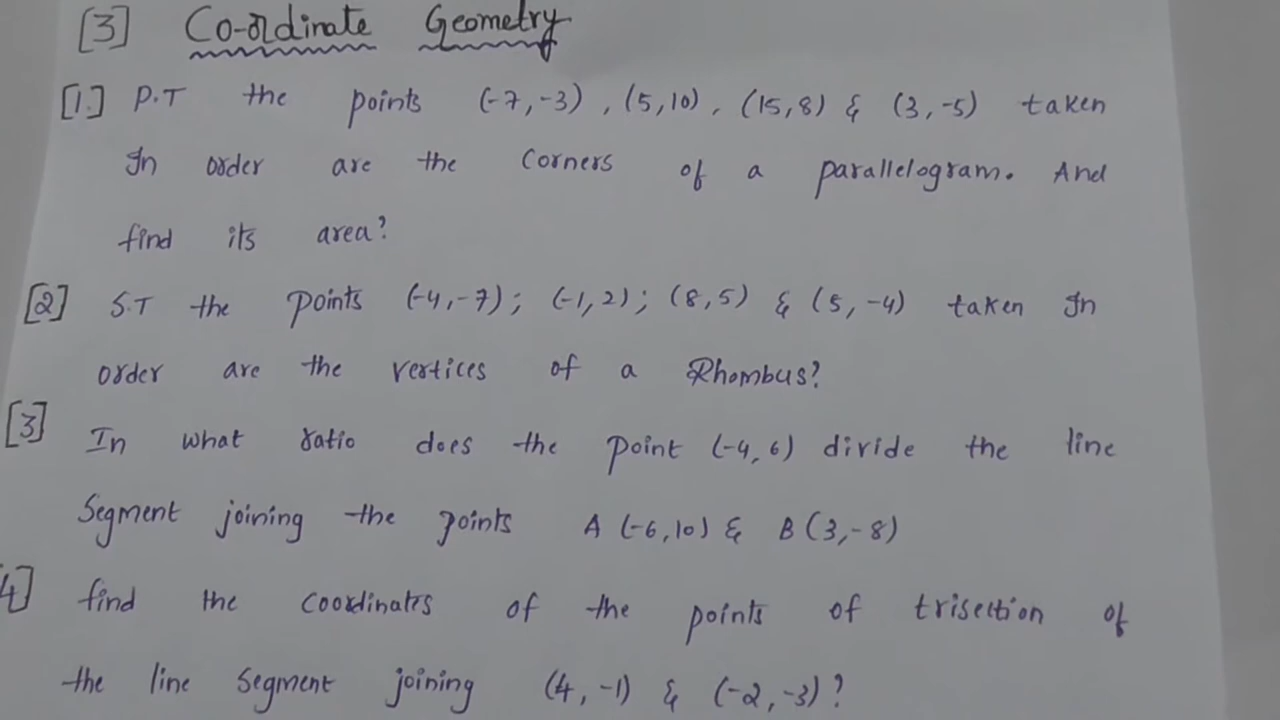 [3] Co-ordinate Geometry
[1.] P.T the points (-7,-3), (5,10), (15,8) & (3,-5) taken
In order are the corners of a parallelogram. And
find its area?
[2] S.T the points (-4,-7); (-1,2); (8,5) & (5,-4) taken In
order are the vertices of a Rhombus?
[3] In what ratio does the point (-4,6) divide the line
Segment joining the points A (-6,10) & B (3,-8)
4] find the coordinates of the points of trisection of
the line segment joining (4,-1) & (-2,-3)?